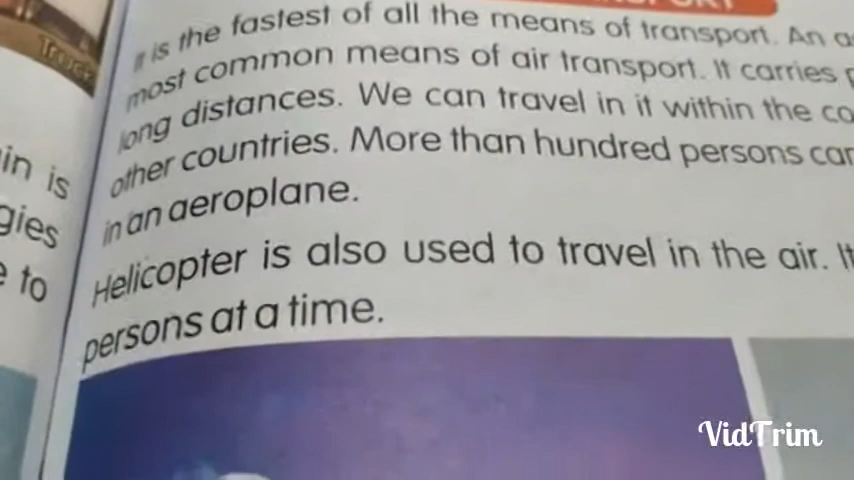 Truck
in is
gies
to
It is the fastest of all the means of transport. An
most common means of air transport. It carries
long distances. We can travel in it within the
other countries. More than hundred persons can
in an aeroplane.
Helicopter is also used to travel in the air. It
persons at a time.
VidTrim